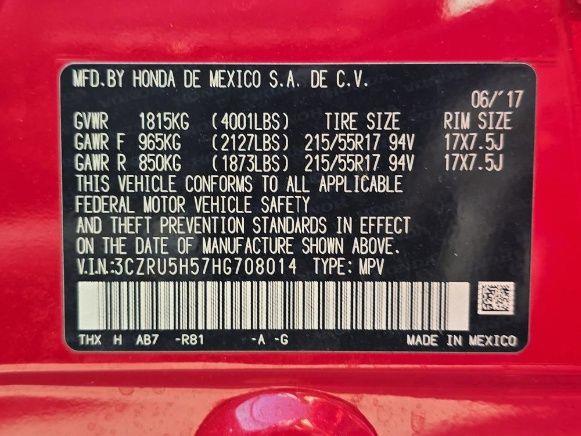 MFD.BY HONDA DE MEXICO S.A. DE C.V.
06/'17
GVWR 1815KG (4001LBS) TIRE SIZE RIM SIZE
GAWR F 965KG (2127LBS) 215/55R17 94V 17X7.5J
GAWR R 850KG (1873LBS) 215/55R17 94V 17X7.5J
THIS VEHICLE CONFORMS TO ALL APPLICABLE
FEDERAL MOTOR VEHICLE SAFETY
AND THEFT PREVENTION STANDARDS IN EFFECT
ON THE DATE OF MANUFACTURE SHOWN ABOVE.
V.I.N.:3CZRU5H57HG708014 TYPE: MPV
THX H AB7 -R81 -A -G MADE IN MEXICO